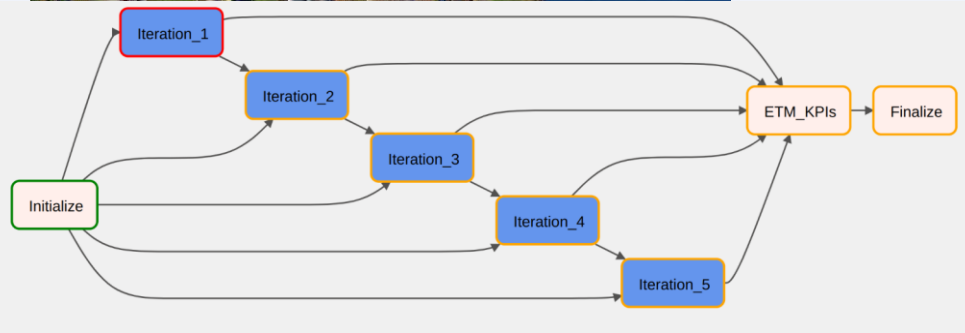 Iteration_1
Iteration_2
ETM_KPIs
Finalize
Iteration_3
Initialize
Iteration_4
Iteration_5